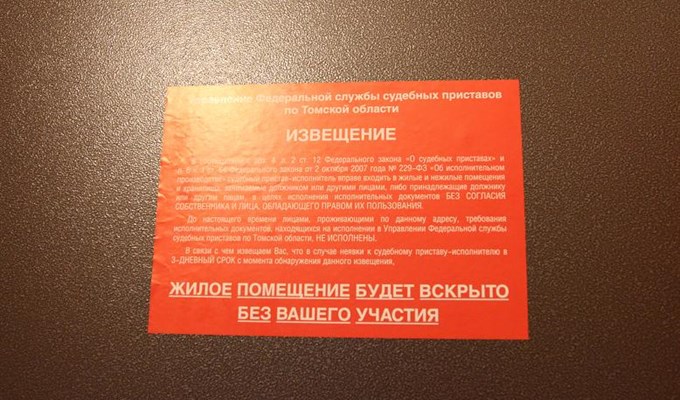 Управление Федеральной службы судебных приставов
по Томской области
ИЗВЕЩЕНИЕ
ст. 12 Федерального закона «О судебных приставах» и
Федерального закона от 2 октября 2007 года № 229-ФЗ «Об исполнительном
производстве» судебный пристав-исполнитель вправе входить в жилые и нежилые помещения
и хранилища, занимаемые должником или другими лицами, либо принадлежащие должнику
или другим лицам, в целях исполнения исполнительных документов БЕЗ СОГЛАСИЯ
СОБСТВЕННИКА И ЛИЦА, ОБЛАДАЮЩЕГО ПРАВОМ ИХ ПОЛЬЗОВАНИЯ.
До настоящего времени лицами, проживающими по данному адресу, требования
исполнительных документов, находящихся на исполнении в Управлении Федеральной службы
судебных приставов по Томской области, НЕ ИСПОЛНЕНЫ.
В связи с чем извещаем Вас, что в случае неявки к судебному приставу-исполнителю в
3-ДНЕВНЫЙ СРОК с момента обнаружения данного извещения,
ЖИЛОЕ ПОМЕЩЕНИЕ БУДЕТ ВСКРЫТО
БЕЗ ВАШЕГО УЧАСТИЯ